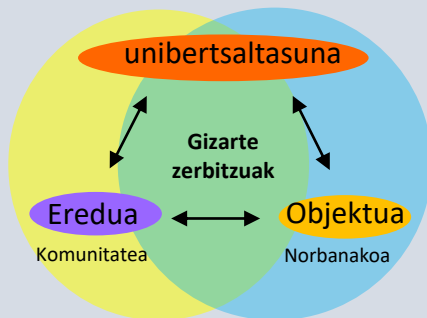 unibertsaltasuna
Gizarte
zerbitzuak
Eredua
Objektua
Komunitatea
Norbanakoa